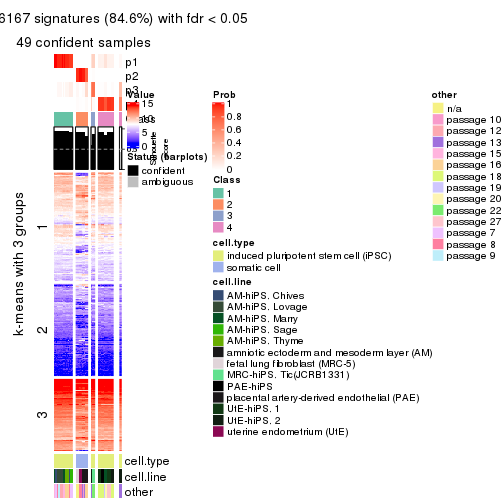 6167 signatures (84.6%) with fdr < 0.05
49 confident samples
p1
p2
p3
Value
15
10
5
0
Status (barplots)
confident
ambiguous
Silhouette
score
k-means with 3 groups
1
2
3
cell.type
cell.line
other
Prob
1
0.8
0.6
0.4
0.2
0
Class
1
2
3
4
cell.type
induced pluripotent stem cell (iPSC)
somatic cell
cell.line
AM-hiPS. Chives
AM-hiPS. Lovage
AM-hiPS. Many
AM-hiPS. Sage
AM-hiPS. Thyme
amniotic ectoderm and mesoderm layer (AM)
fetal lung fibroblast (MRC-5)
MRC-hiPS. Tic(JCRB1331)
PAE-hiPS
placental artery-derived endothelial (PAE)
UtE-hiPS. 1
UtE-hiPS. 2
uterine endometrium (UtE)
other
n/a
passage 10
passage 12
passage 13
passage 15
passage 16
passage 18
passage 19
passage 20
passage 22
passage 27
passage 7
passage 8
passage 9